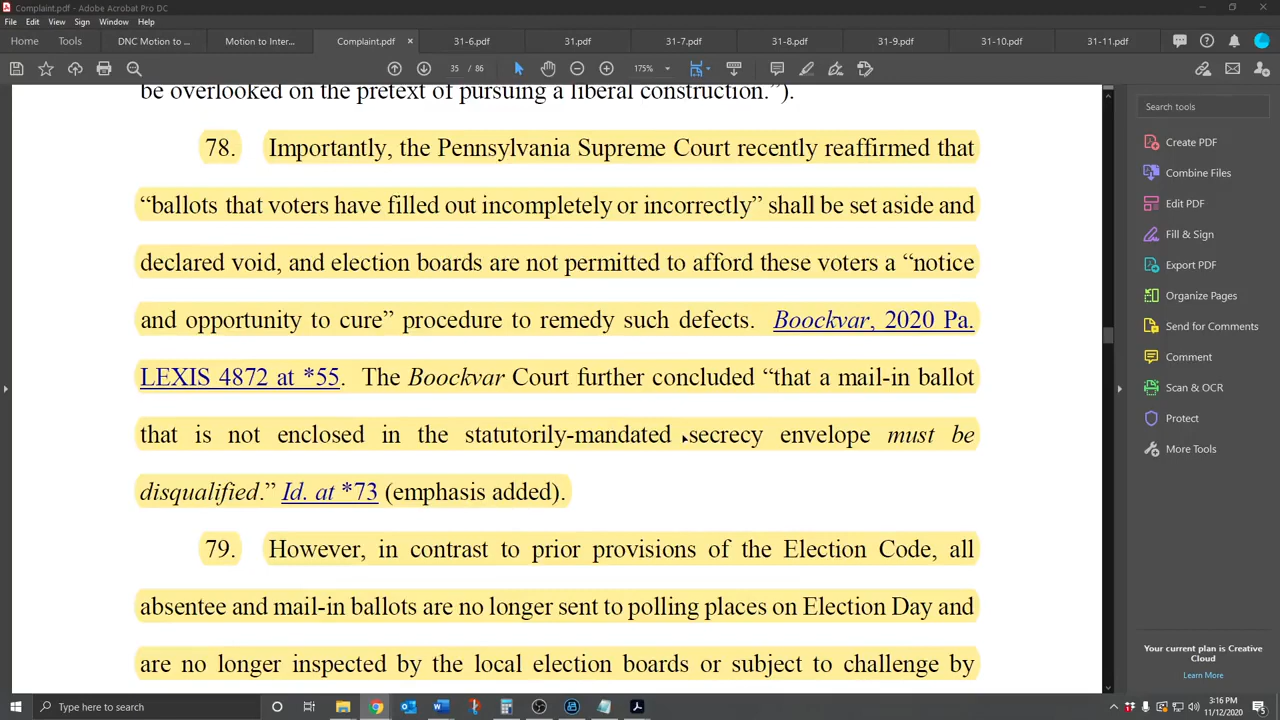 Complaint.pdf - Adobe Acrobat Pro DC
File Edit View Sign Window Help
Home Tools DNC Motion to ... Motion to Inter... Complaint.pdf × 31-6.pdf 31.pdf 31-7.pdf 31-8.pdf 31-9.pdf 31-10.pdf 31-11.pdf
35 / 86 175%
be overlooked on the pretext of pursuing a liberal construction.”).
78. Importantly, the Pennsylvania Supreme Court recently reaffirmed that
“ballots that voters have filled out incompletely or incorrectly” shall be set aside and
declared void, and election boards are not permitted to afford these voters a “notice
and opportunity to cure” procedure to remedy such defects. Boockvar, 2020 Pa.
LEXIS 4872 at *55. The Boockvar Court further concluded “that a mail-in ballot
that is not enclosed in the statutorily-mandated secrecy envelope must be
disqualified.” Id. at *73 (emphasis added).
79. However, in contrast to prior provisions of the Election Code, all
absentee and mail-in ballots are no longer sent to polling places on Election Day and
are no longer inspected by the local election boards or subject to challenge by
Search tools
Create PDF
Combine Files
Edit PDF
Fill & Sign
Export PDF
Organize Pages
Send for Comments
Comment
Scan & OCR
Protect
More Tools
Your current plan is Creative
Cloud
Learn More
Type here to search
3:16 PM
11/12/2020
5